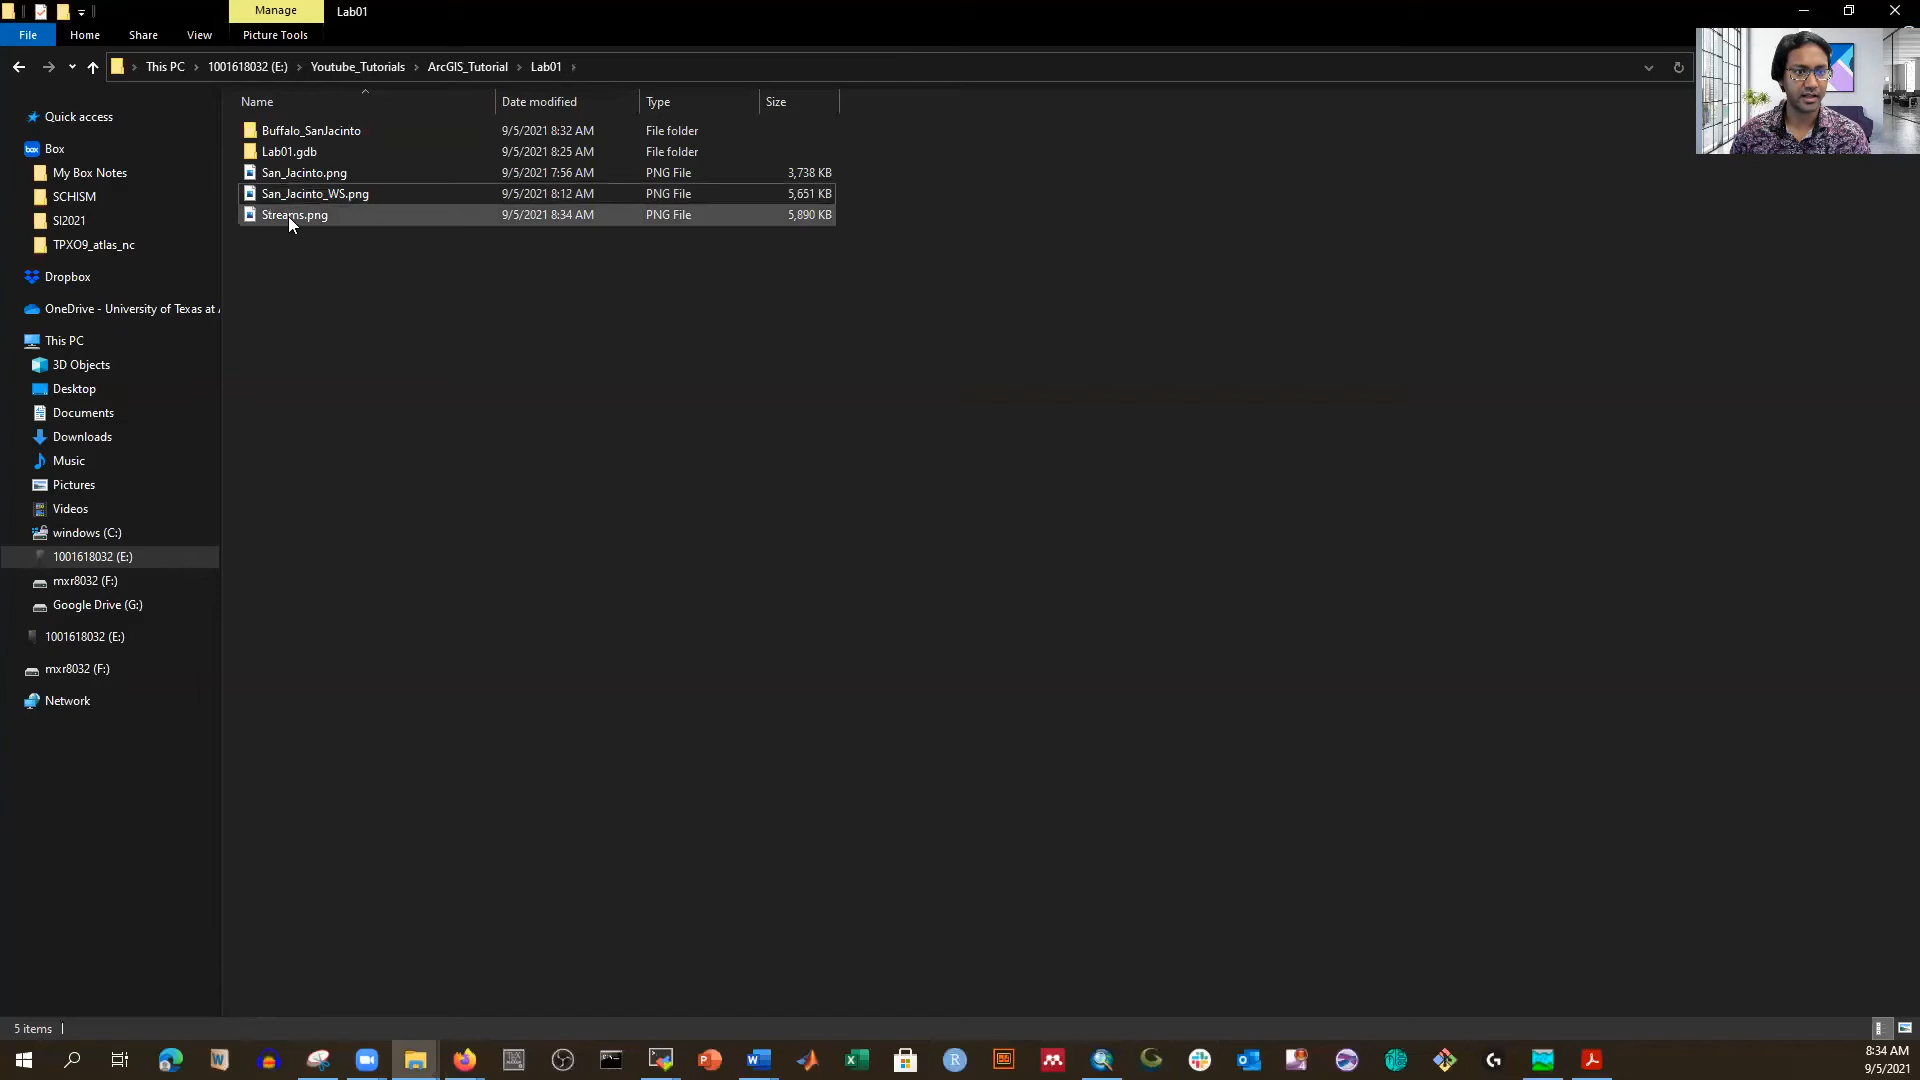 Manage
Lab01
File
Home
Share
View
Picture Tools
This PC
1001618032 (E:)
Youtube_Tutorials
ArcGIS_Tutorial
Lab01
Name
Date modified
Type
Size
Buffalo_SanJacinto 9/5/2021 8:32 AM File folder
Lab01.gdb 9/5/2021 8:25 AM File folder
San_Jacinto.png 9/5/2021 7:56 AM PNG File 3,738 KB
San_Jacinto_WS.png 9/5/2021 8:12 AM PNG File 5,651 KB
Streams.png 9/5/2021 8:34 AM PNG File 5,890 KB
Quick access
Box
My Box Notes
SCHISM
SI2021
TPXO9_atlas_nc
Dropbox
OneDrive - University of Texas at
This PC
3D Objects
Desktop
Documents
Downloads
Music
Pictures
Videos
windows (C:)
1001618032 (E:)
mxr8032 (F:)
Google Drive (G:)
1001618032 (E:)
mxr8032 (F:)
Network
5 items
8:34 AM
9/5/2021